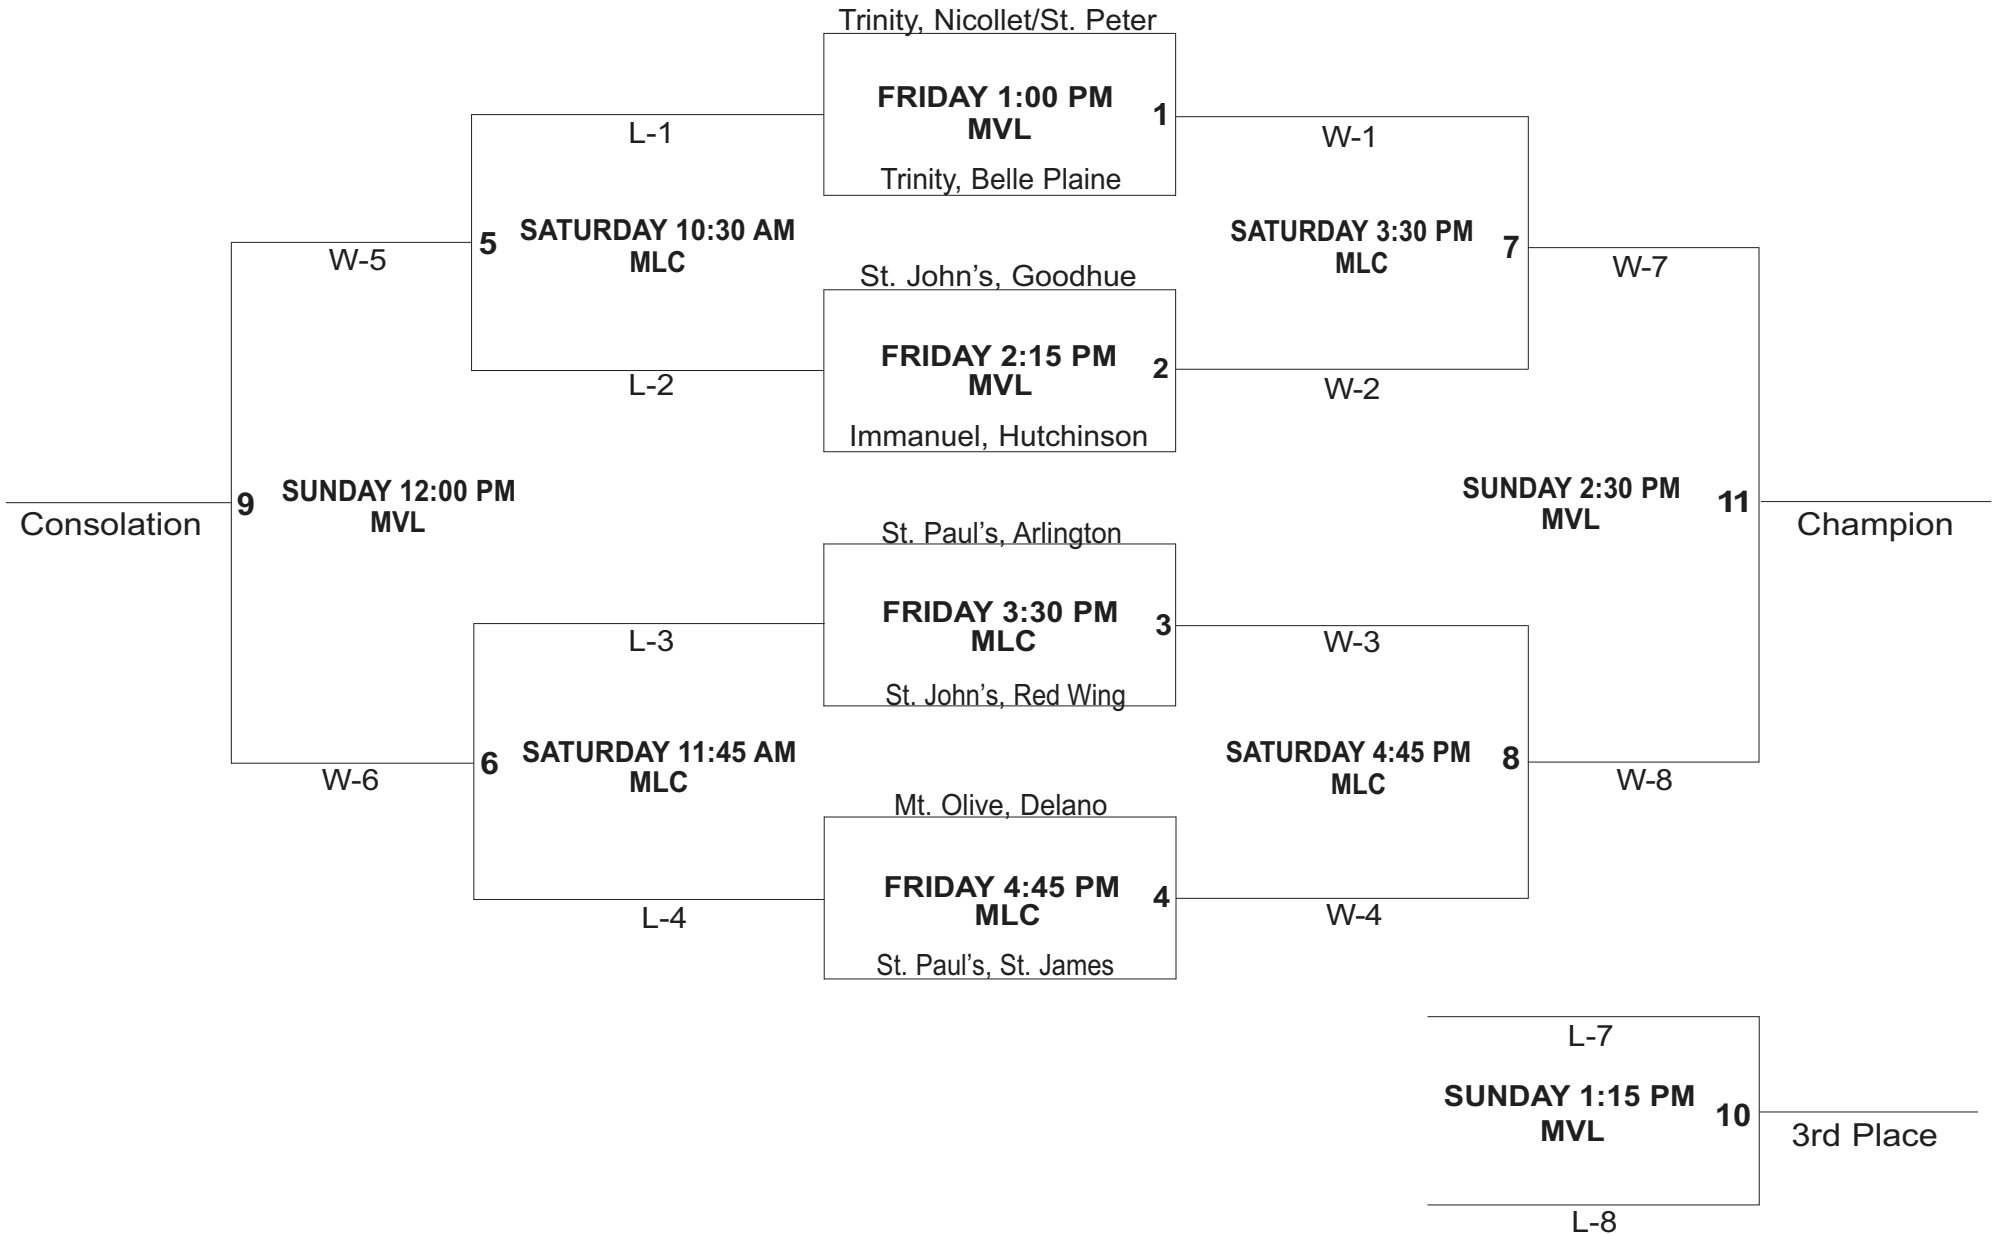 Trinity, Nicollet/St. Peter
FRIDAY 1:00 PM
MVL
1
Trinity, Belle Plaine
L-1
W-1
SATURDAY 10:30 AM
MLC
5
SATURDAY 3:30 PM
MLC
7
W-5
W-7
St. John’s, Goodhue
FRIDAY 2:15 PM
MVL
2
Immanuel, Hutchinson
L-2
W-2
9
SUNDAY 12:00 PM
MVL
Consolation
SUNDAY 2:30 PM
MVL
11
Champion
St. Paul’s, Arlington
FRIDAY 3:30 PM
MLC
3
St. John’s, Red Wing
L-3
W-3
6
SATURDAY 11:45 AM
MLC
SATURDAY 4:45 PM
MLC
8
W-6
W-8
Mt. Olive, Delano
FRIDAY 4:45 PM
MLC
4
St. Paul’s, St. James
L-4
W-4
L-7
SUNDAY 1:15 PM
MVL
10
3rd Place
L-8